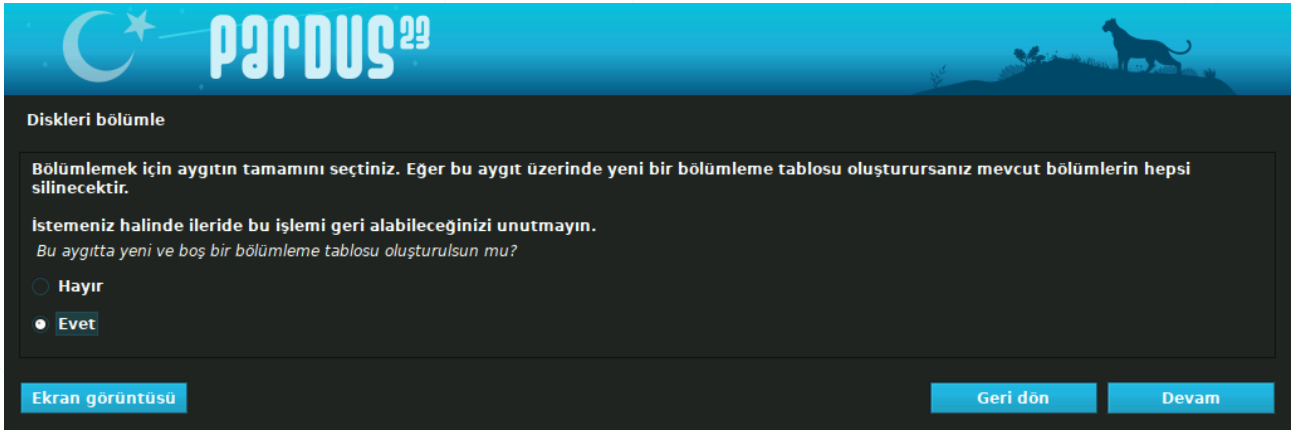 Pardus 23
Diskleri bölümle
Bölümlemek için aygıtın tamamını seçtiniz. Eğer bu aygıt üzerinde yeni bir bölümleme tablosu oluşturursanız mevcut bölümlerin hepsi
silinecektir.
İstemeniz halinde ileride bu işlemi geri alabileceğinizi unutmayın.
Bu aygıtta yeni ve boş bir bölümleme tablosu oluşturulsun mu?
Hayır
Evet
Ekran görüntüsü
Geri dön
Devam